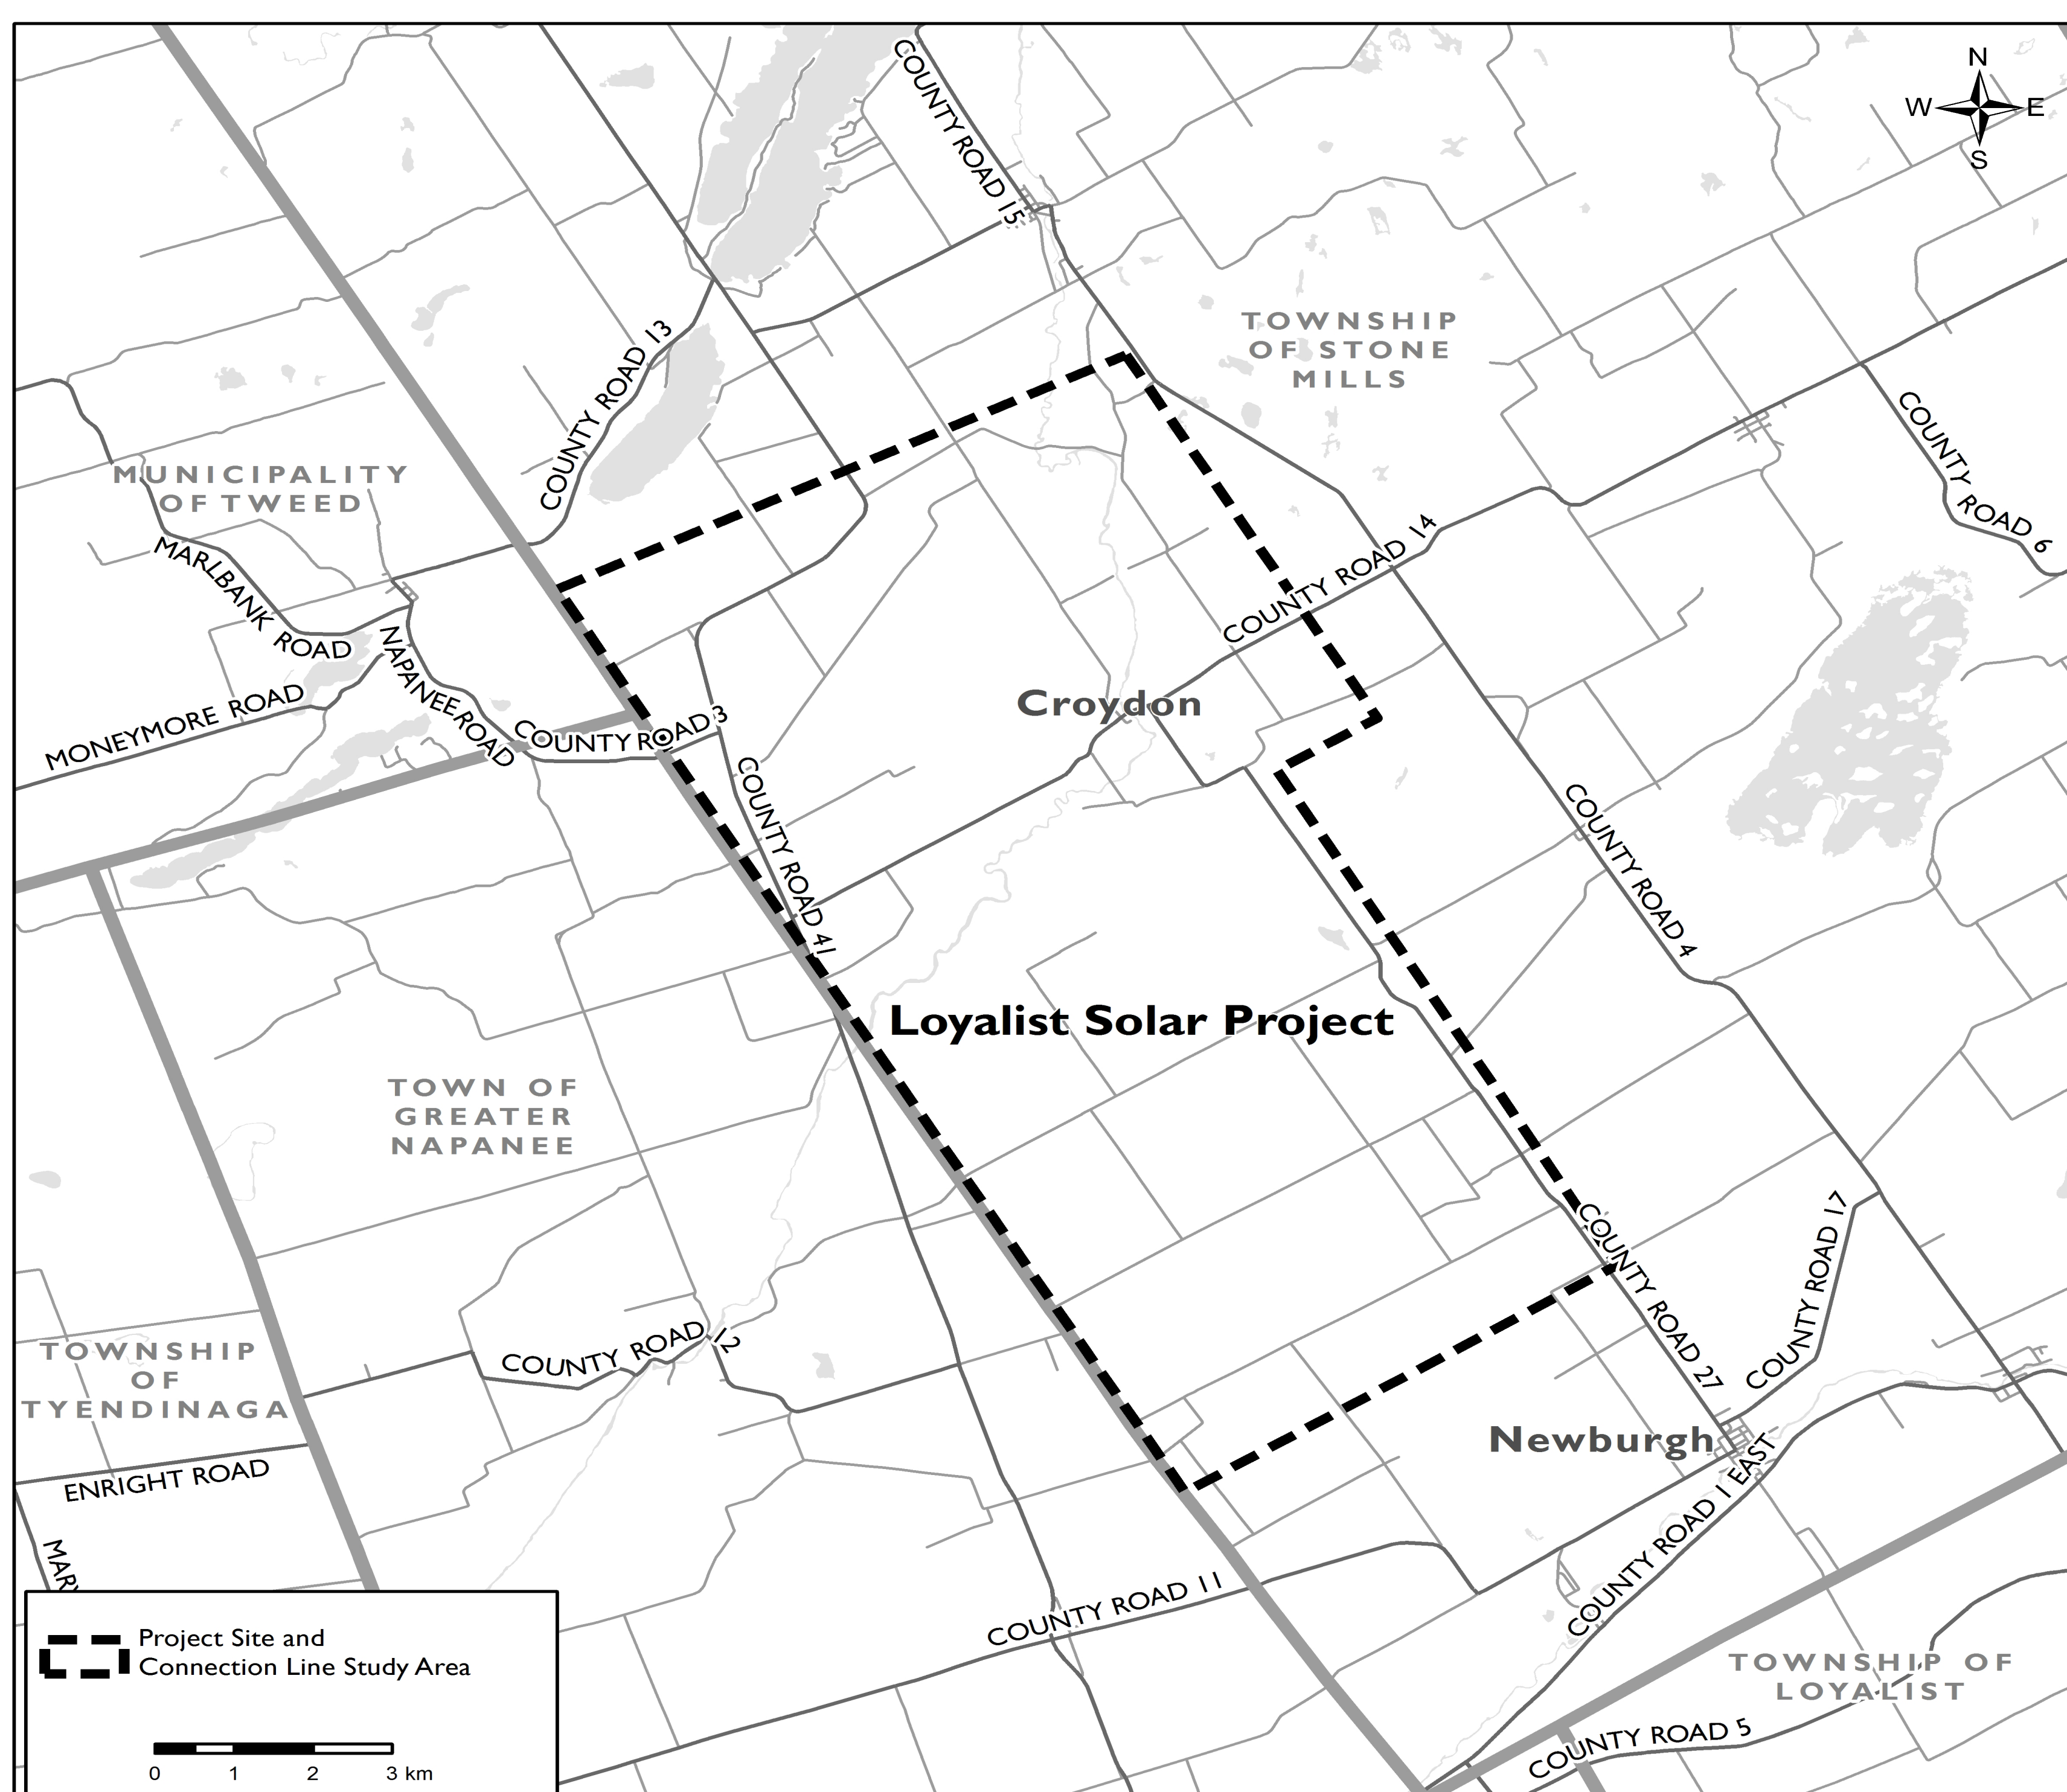 COUNTY ROAD 15
N
W E
S
TOWNSHIP
OF STONE
MILLS
COUNTY ROAD 13
COUNTY ROAD 6
MUNICIPALITY
OF TWEED
MARLBANK ROAD
COUNTY ROAD 14
NAPANEE ROAD
MONEYMORE ROAD
COUNTY ROAD 3
Croydon
COUNTY ROAD 41
COUNTY ROAD 4
Loyalist Solar Project
TOWN OF
GREATER
NAPANEE
COUNTY ROAD 17
COUNTY ROAD 27
COUNTY ROAD 12
TOWNSHIP
OF
TYENDINAGA
Newburgh
ENRIGHT ROAD
COUNTY ROAD 1 EAST
MARY
COUNTY ROAD 11
TOWNSHIP OF
LOYALIST
COUNTY ROAD 5
Project Site and
Connection Line Study Area
0 1 2 3 km